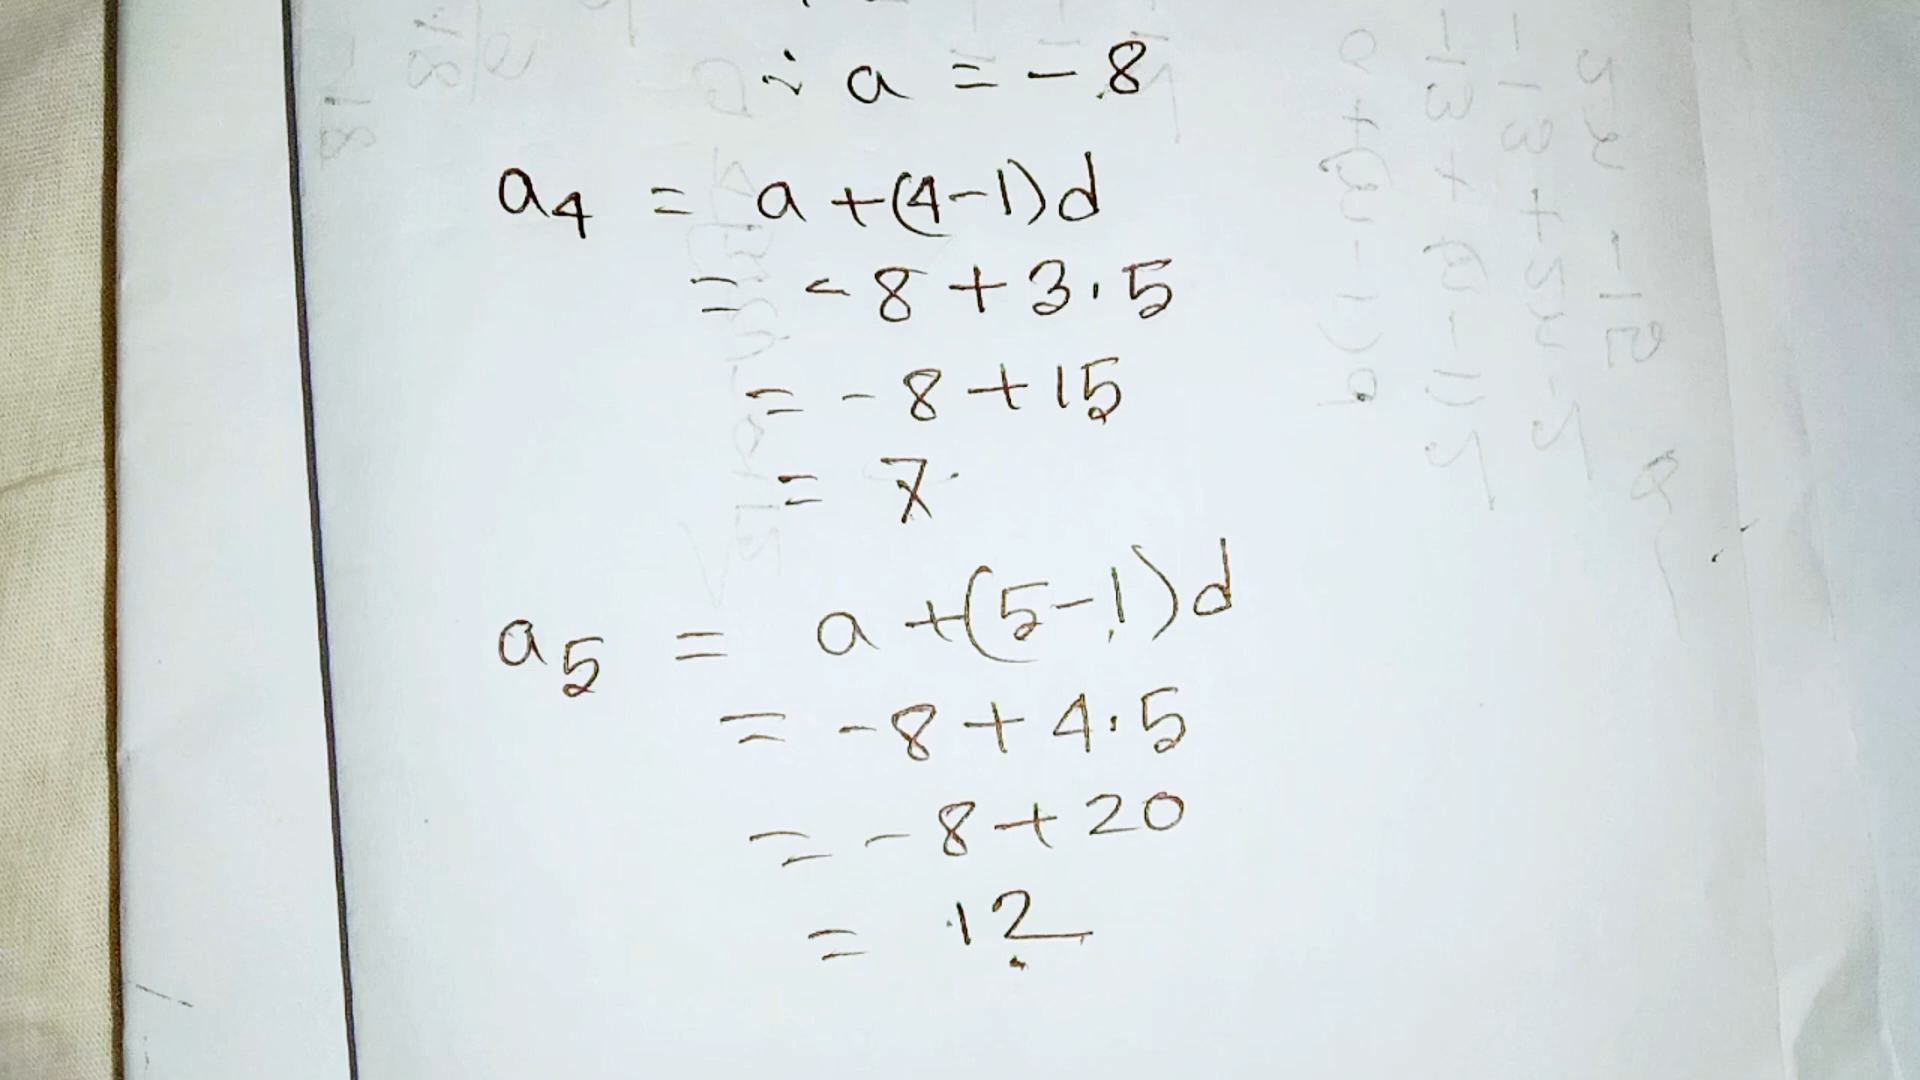 ∴ a = - 8
a₄ = a + (4-1)d
= - 8 + 3.5
= - 8 + 15
= 7
a₅ = a + (5-1)d
= - 8 + 4.5
= - 8 + 20
= 12